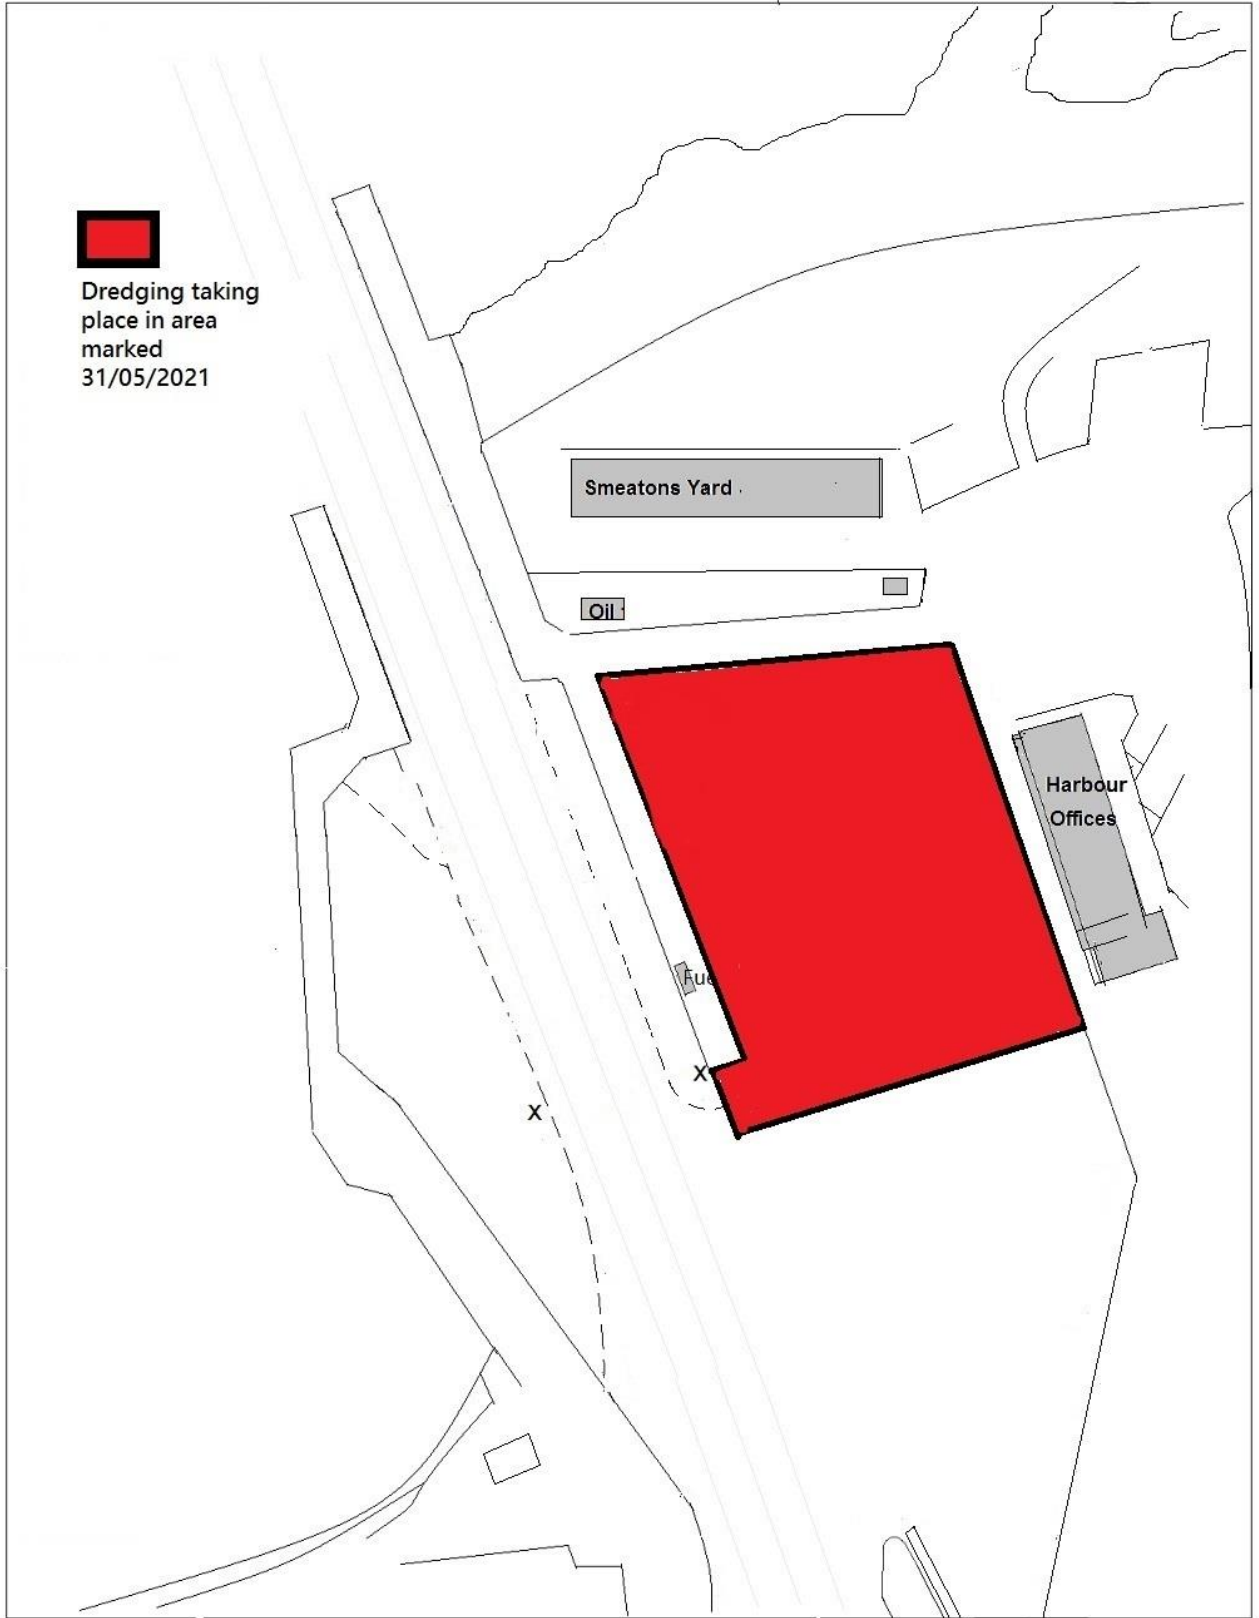 Dredging taking
place in area
marked
31/05/2021
Smeatons Yard
Oil
Harbour
Offices
X
X